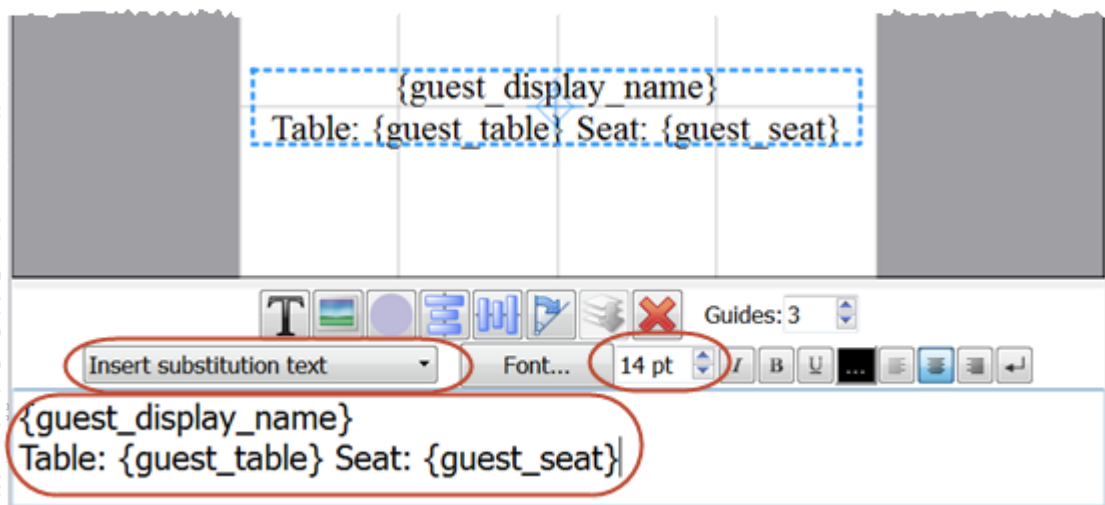 {guest_display_name}
Table: {guest_table} Seat: {guest_seat}
T Guides: 3
Insert substitution text Font... 14 pt I B U ...
{guest_display_name}
Table: {guest_table} Seat: {guest_seat}